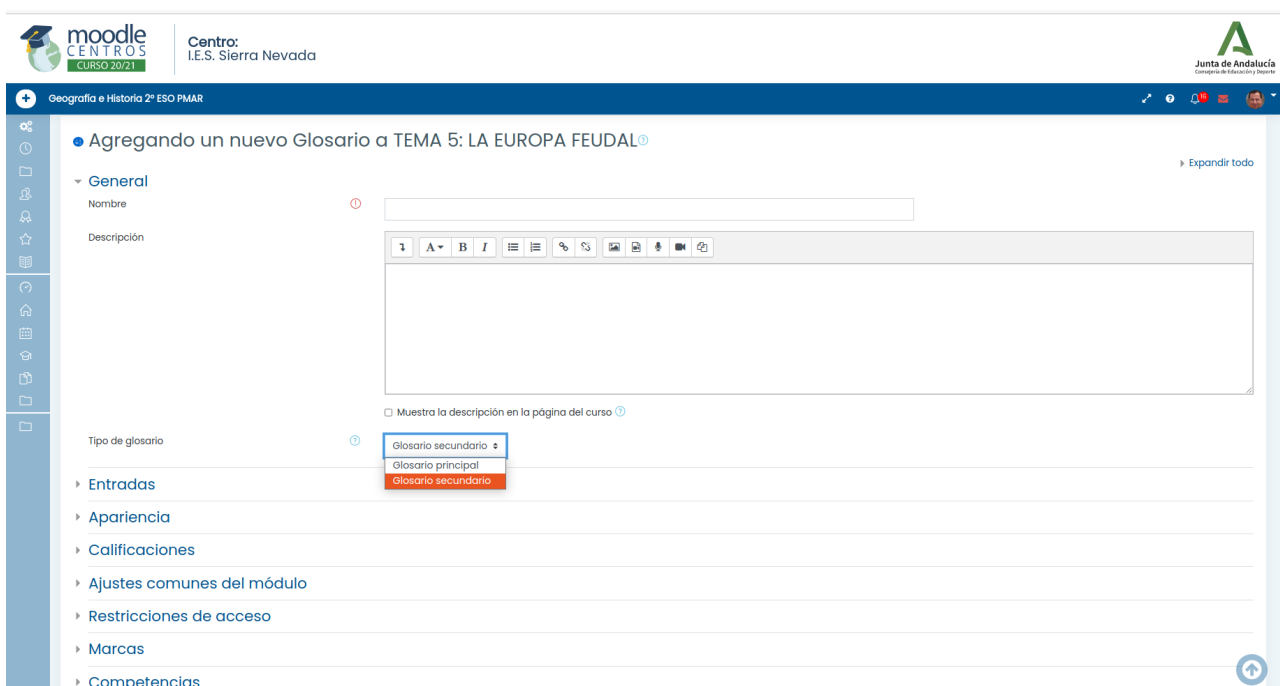 moodle
CENTROS
CURSO 20/21
Centro:
I.E.S. Sierra Nevada
Junta de Andalucía
Consejería de Educación y Deporte
Geografía e Historia 2º ESO PMAR
16
Agregando un nuevo Glosario a TEMA 5: LA EUROPA FEUDAL
Expandir todo
General
Nombre
Descripción
A B I
Muestra la descripción en la página del curso
Tipo de glosario
Glosario secundario
Glosario principal
Glosario secundario
Entradas
Apariencia
Calificaciones
Ajustes comunes del módulo
Restricciones de acceso
Marcas
Competencias